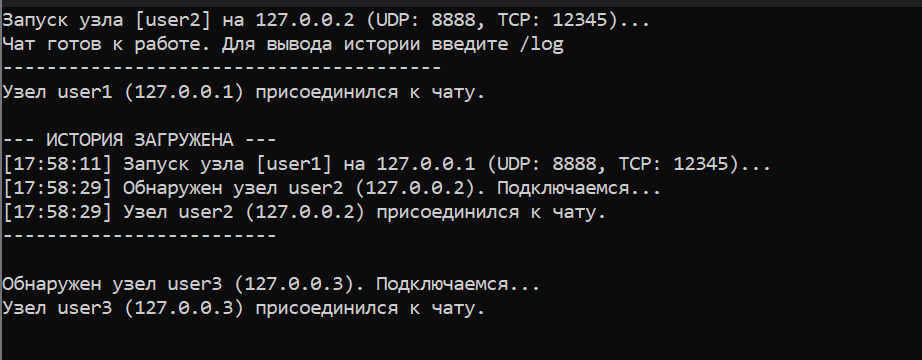 Запуск узла [user2] на 127.0.0.2 (UDP: 8888, TCP: 12345)...
Чат готов к работе. Для вывода истории введите /log
----------------------------------------
Узел user1 (127.0.0.1) присоединился к чату.
--- ИСТОРИЯ ЗАГРУЖЕНА ---
[17:58:11] Запуск узла [user1] на 127.0.0.1 (UDP: 8888, TCP: 12345)...
[17:58:29] Обнаружен узел user2 (127.0.0.2). Подключаемся...
[17:58:29] Узел user2 (127.0.0.2) присоединился к чату.
-------------------------
Обнаружен узел user3 (127.0.0.3). Подключаемся...
Узел user3 (127.0.0.3) присоединился к чату.